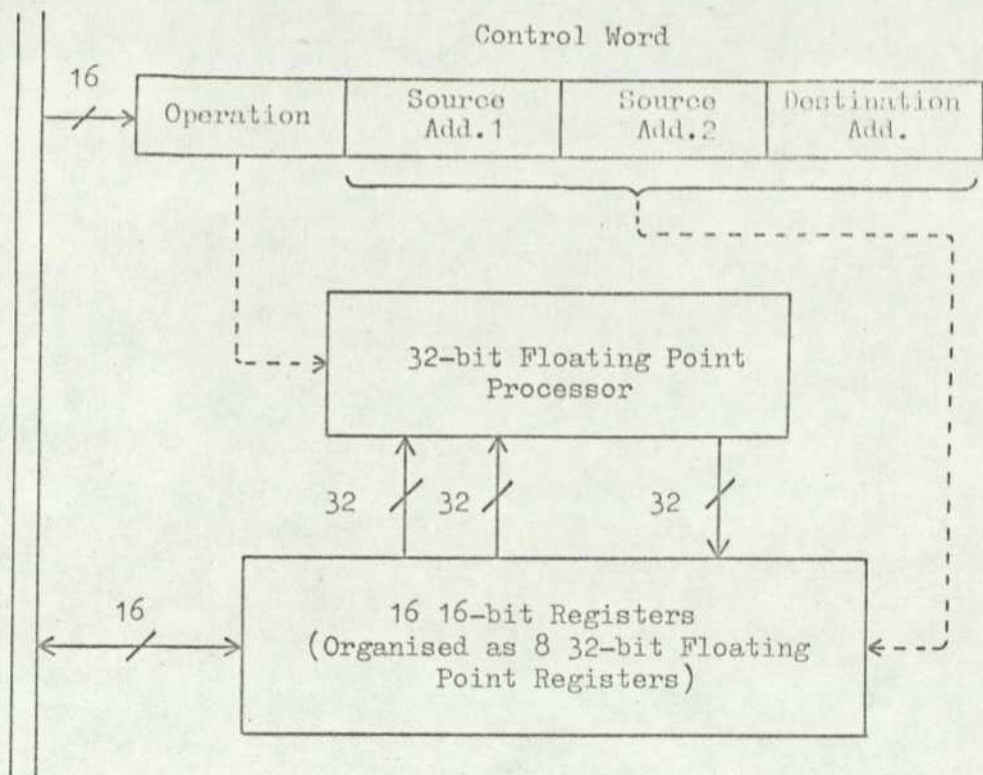 Control Word
16
Operation
Source
Add.1
Source
Add.2
Destination
Add.
32-bit Floating Point
Processor
32
32
32
16
16 16-bit Registers
(Organised as 8 32-bit Floating
Point Registers)